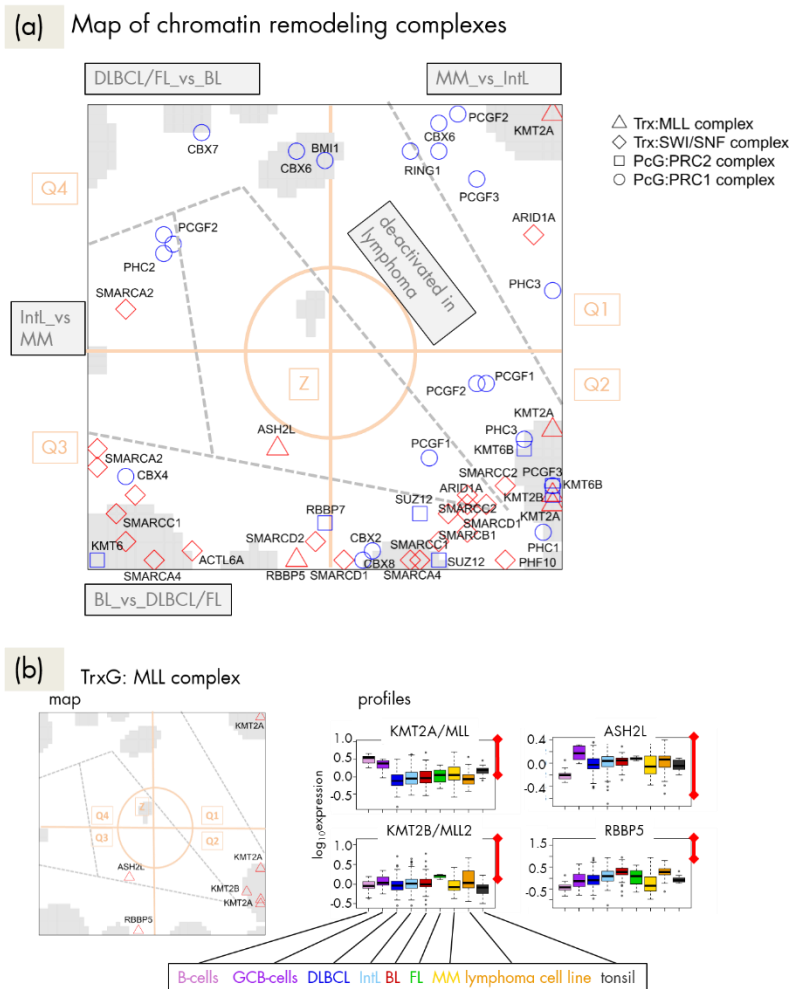 (a) Map of chromatin remodeling complexes
DLBCL/FL_vs_BL
MM_vs_IntL
PCGF2
KMT2A
CBX7
BMI1
CBX6
CBX6
RING1
PCGF3
△ Trx:MLL complex
◇ Trx:SWI/SNF complex
□ PcG:PRC2 complex
○ PcG:PRC1 complex
Q4
ARID1A
PCGF2
PHC2
de-activated in
lymphoma
PHC3
SMARCA2
Q1
IntL_vs
MM
Z
PCGF2
PCGF1
Q2
KMT2A
Q3
ASH2L
PHC3
KMT6B
SMARCA2
PCGF1
CBX4
SMARCC2
PCGF3
KMT6B
ARID1A
KMT2B
SMARCC1
RBBP7
SUZ12
SMARCC2
KMT2A
SMARCD1
SMARCD2
CBX2
SMARCC1
SMARCB1
PHC1
KMT6
ACTL6A
SMARCA4
RBBP5
SMARCD1
CBX8
SMARCA4
SUZ12
PHF10
BL_vs_DLBCL/FL
(b) TrxG: MLL complex
map
profiles
KMT2A
Z
Q4
Q1
Q3
Q2
ASH2L
KMT2A
KMT2B
KMT2A
RBBP5
log10expression
KMT2A/MLL
1.0
0.5
0.0
-0.5
ASH2L
0.4
0.0
-0.4
KMT2B/MLL2
1.0
0.5
0.0
-0.5
RBBP5
1.5
0.5
-0.5
B-cells GCB-cells DLBCL IntL BL FL MM lymphoma cell line tonsil